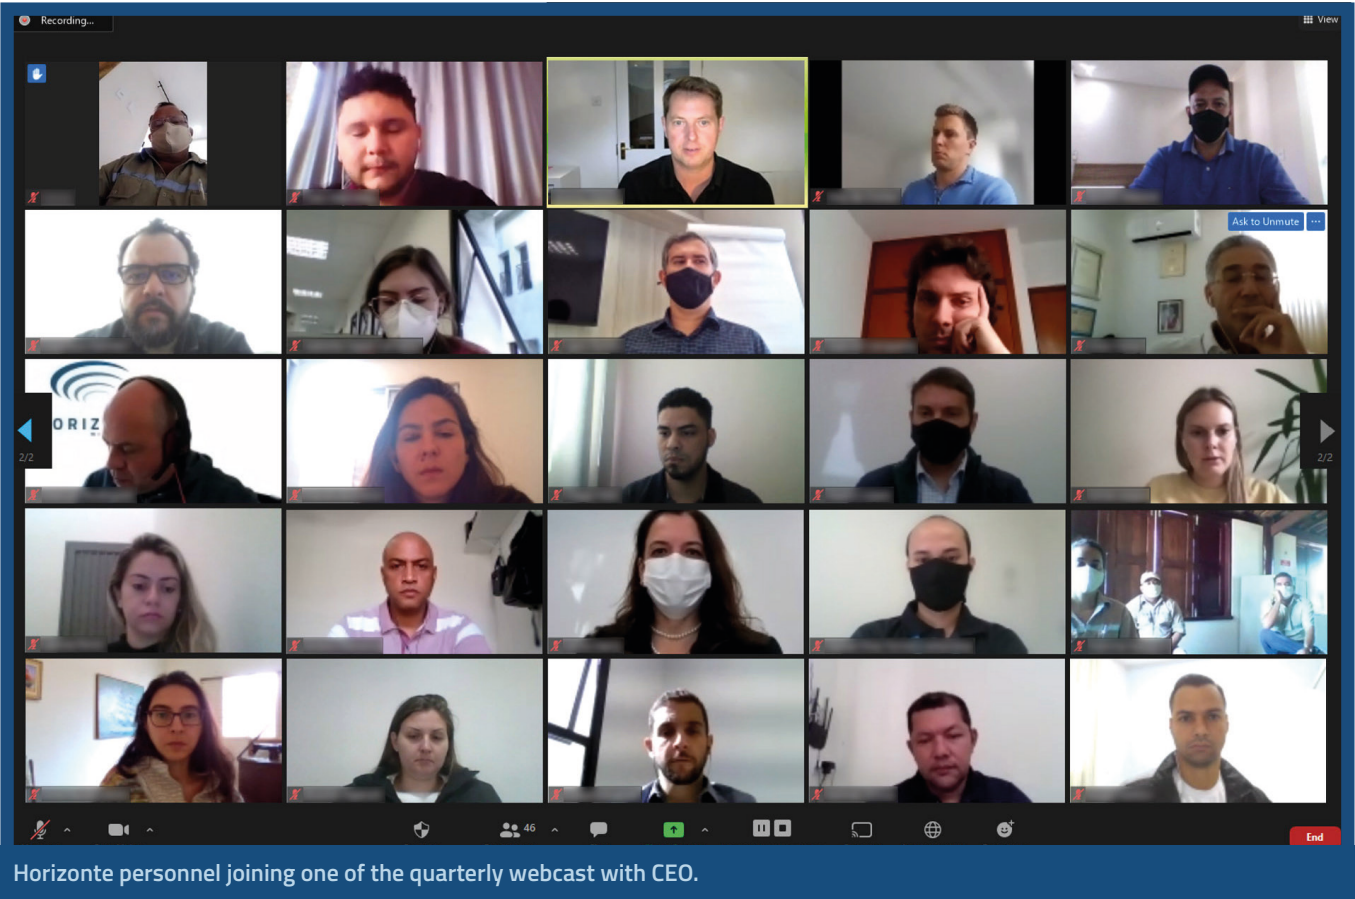 Recording...
View
Ask to Unmute
ORIZ
2/2
2/2
46
End
Horizonte personnel joining one of the quarterly webcast with CEO.